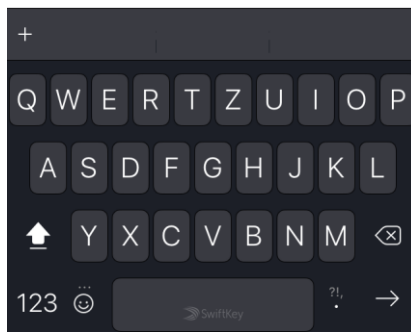 +
Q W E R T Z U I O P
A S D F G H J K L
Y X C V B N M
123 ?!, .
SwiftKey